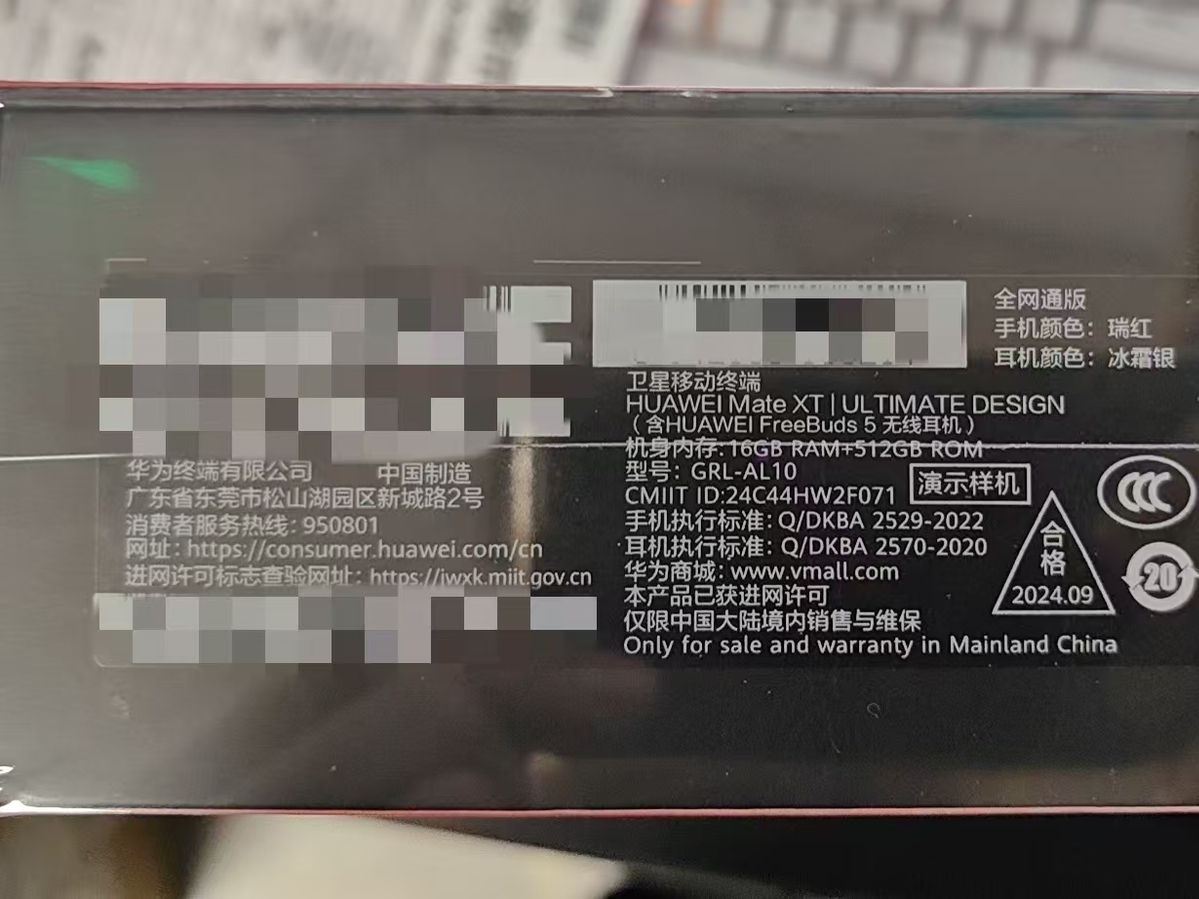 华为终端有限公司 中国制造
广东省东莞市松山湖园区新城路2号
消费者服务热线: 950801
网址: https://consumer.huawei.com/cn
进网许可标志查验网址: https://jwxk.miit.gov.cn
全网通版
手机颜色: 瑞红
耳机颜色: 冰霜银
卫星移动终端
HUAWEI Mate XT | ULTIMATE DESIGN
(含HUAWEI FreeBuds 5 无线耳机)
机身内存: 16GB RAM+512GB ROM
型号: GRL-AL10
CMIIT ID:24C44HW2F071
演示样机
手机执行标准: Q/DKBA 2529-2022
耳机执行标准: Q/DKBA 2570-2020
华为商城: www.vmall.com
本产品已获进网许可
仅限中国大陆境内销售与维保
Only for sale and warranty in Mainland China
合格
2024.09
CCC
20